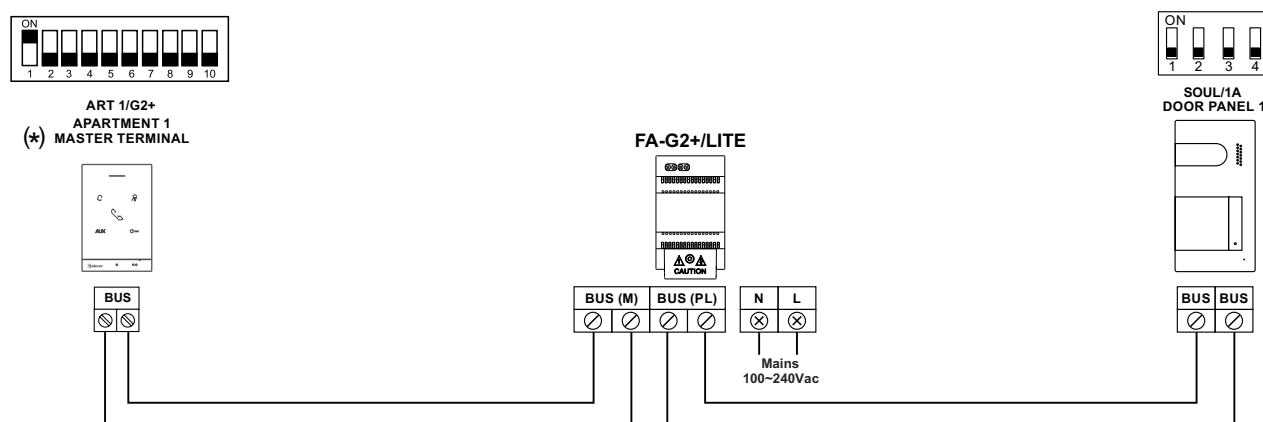 ON
1 2 3 4 5 6 7 8 9 10
ART 1/G2+
APARTMENT 1
(*) MASTER TERMINAL
AUX
BUS
FA-G2+/LITE
CAUTION
BUS (M) BUS (PL) N L
Mains
100~240Vac
ON
1 2 3 4
SOUL/1A
DOOR PANEL 1
BUS BUS